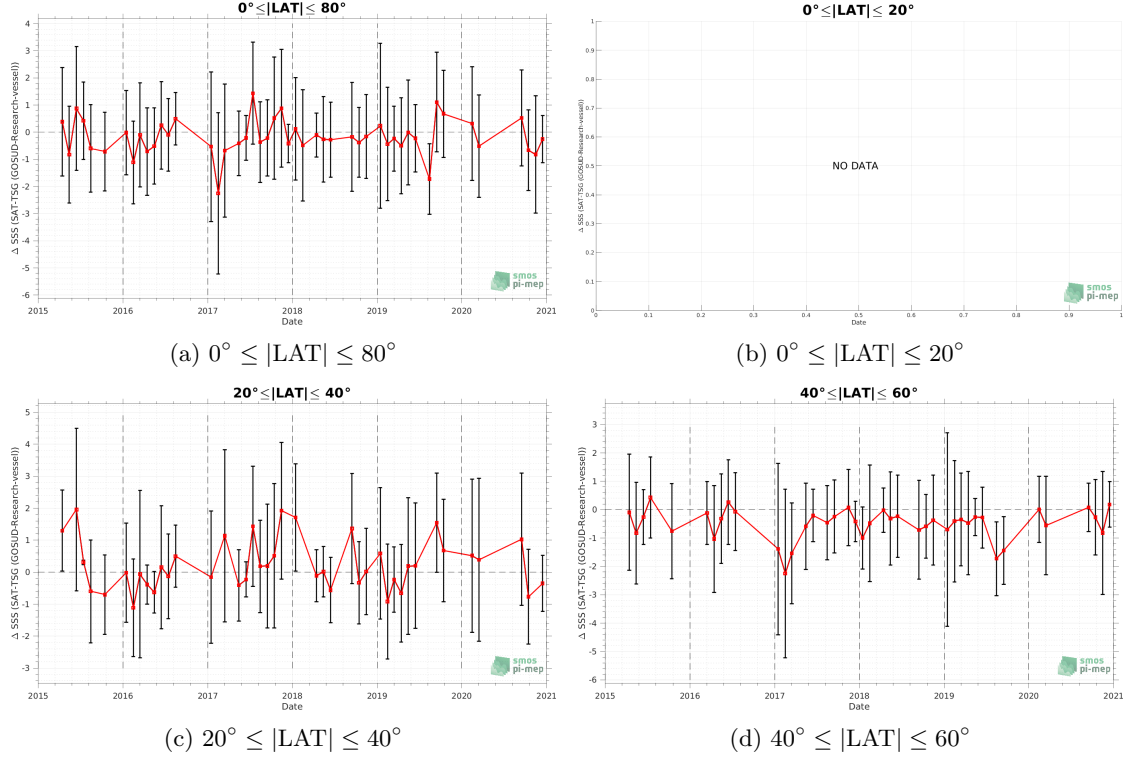 0°≤|LAT|≤ 80°
4
3
2
1
0
-1
-2
-3
-4
-5
-6
Δ SSS (SAT-TSG (GOSUD-Research-vessel))
2015 2016 2017 2018 2019 2020 2021
Date
smos
pi-mep
(a) 0° ≤ |LAT| ≤ 80°
0°≤|LAT|≤ 20°
1
0.9
0.8
0.7
0.6
0.5
0.4
0.3
0.2
0.1
0
Δ SSS (SAT-TSG (GOSUD-Research-vessel))
NO DATA
0 0.1 0.2 0.3 0.4 0.5 0.6 0.7 0.8 0.9 1
Date
smos
pi-mep
(b) 0° ≤ |LAT| ≤ 20°
20°≤|LAT|≤ 40°
5
4
3
2
1
0
-1
-2
-3
Δ SSS (SAT-TSG (GOSUD-Research-vessel))
2015 2016 2017 2018 2019 2020 2021
Date
smos
pi-mep
(c) 20° ≤ |LAT| ≤ 40°
40°≤|LAT|≤ 60°
3
2
1
0
-1
-2
-3
-4
-5
-6
Δ SSS (SAT-TSG (GOSUD-Research-vessel))
2015 2016 2017 2018 2019 2020 2021
Date
smos
pi-mep
(d) 40° ≤ |LAT| ≤ 60°